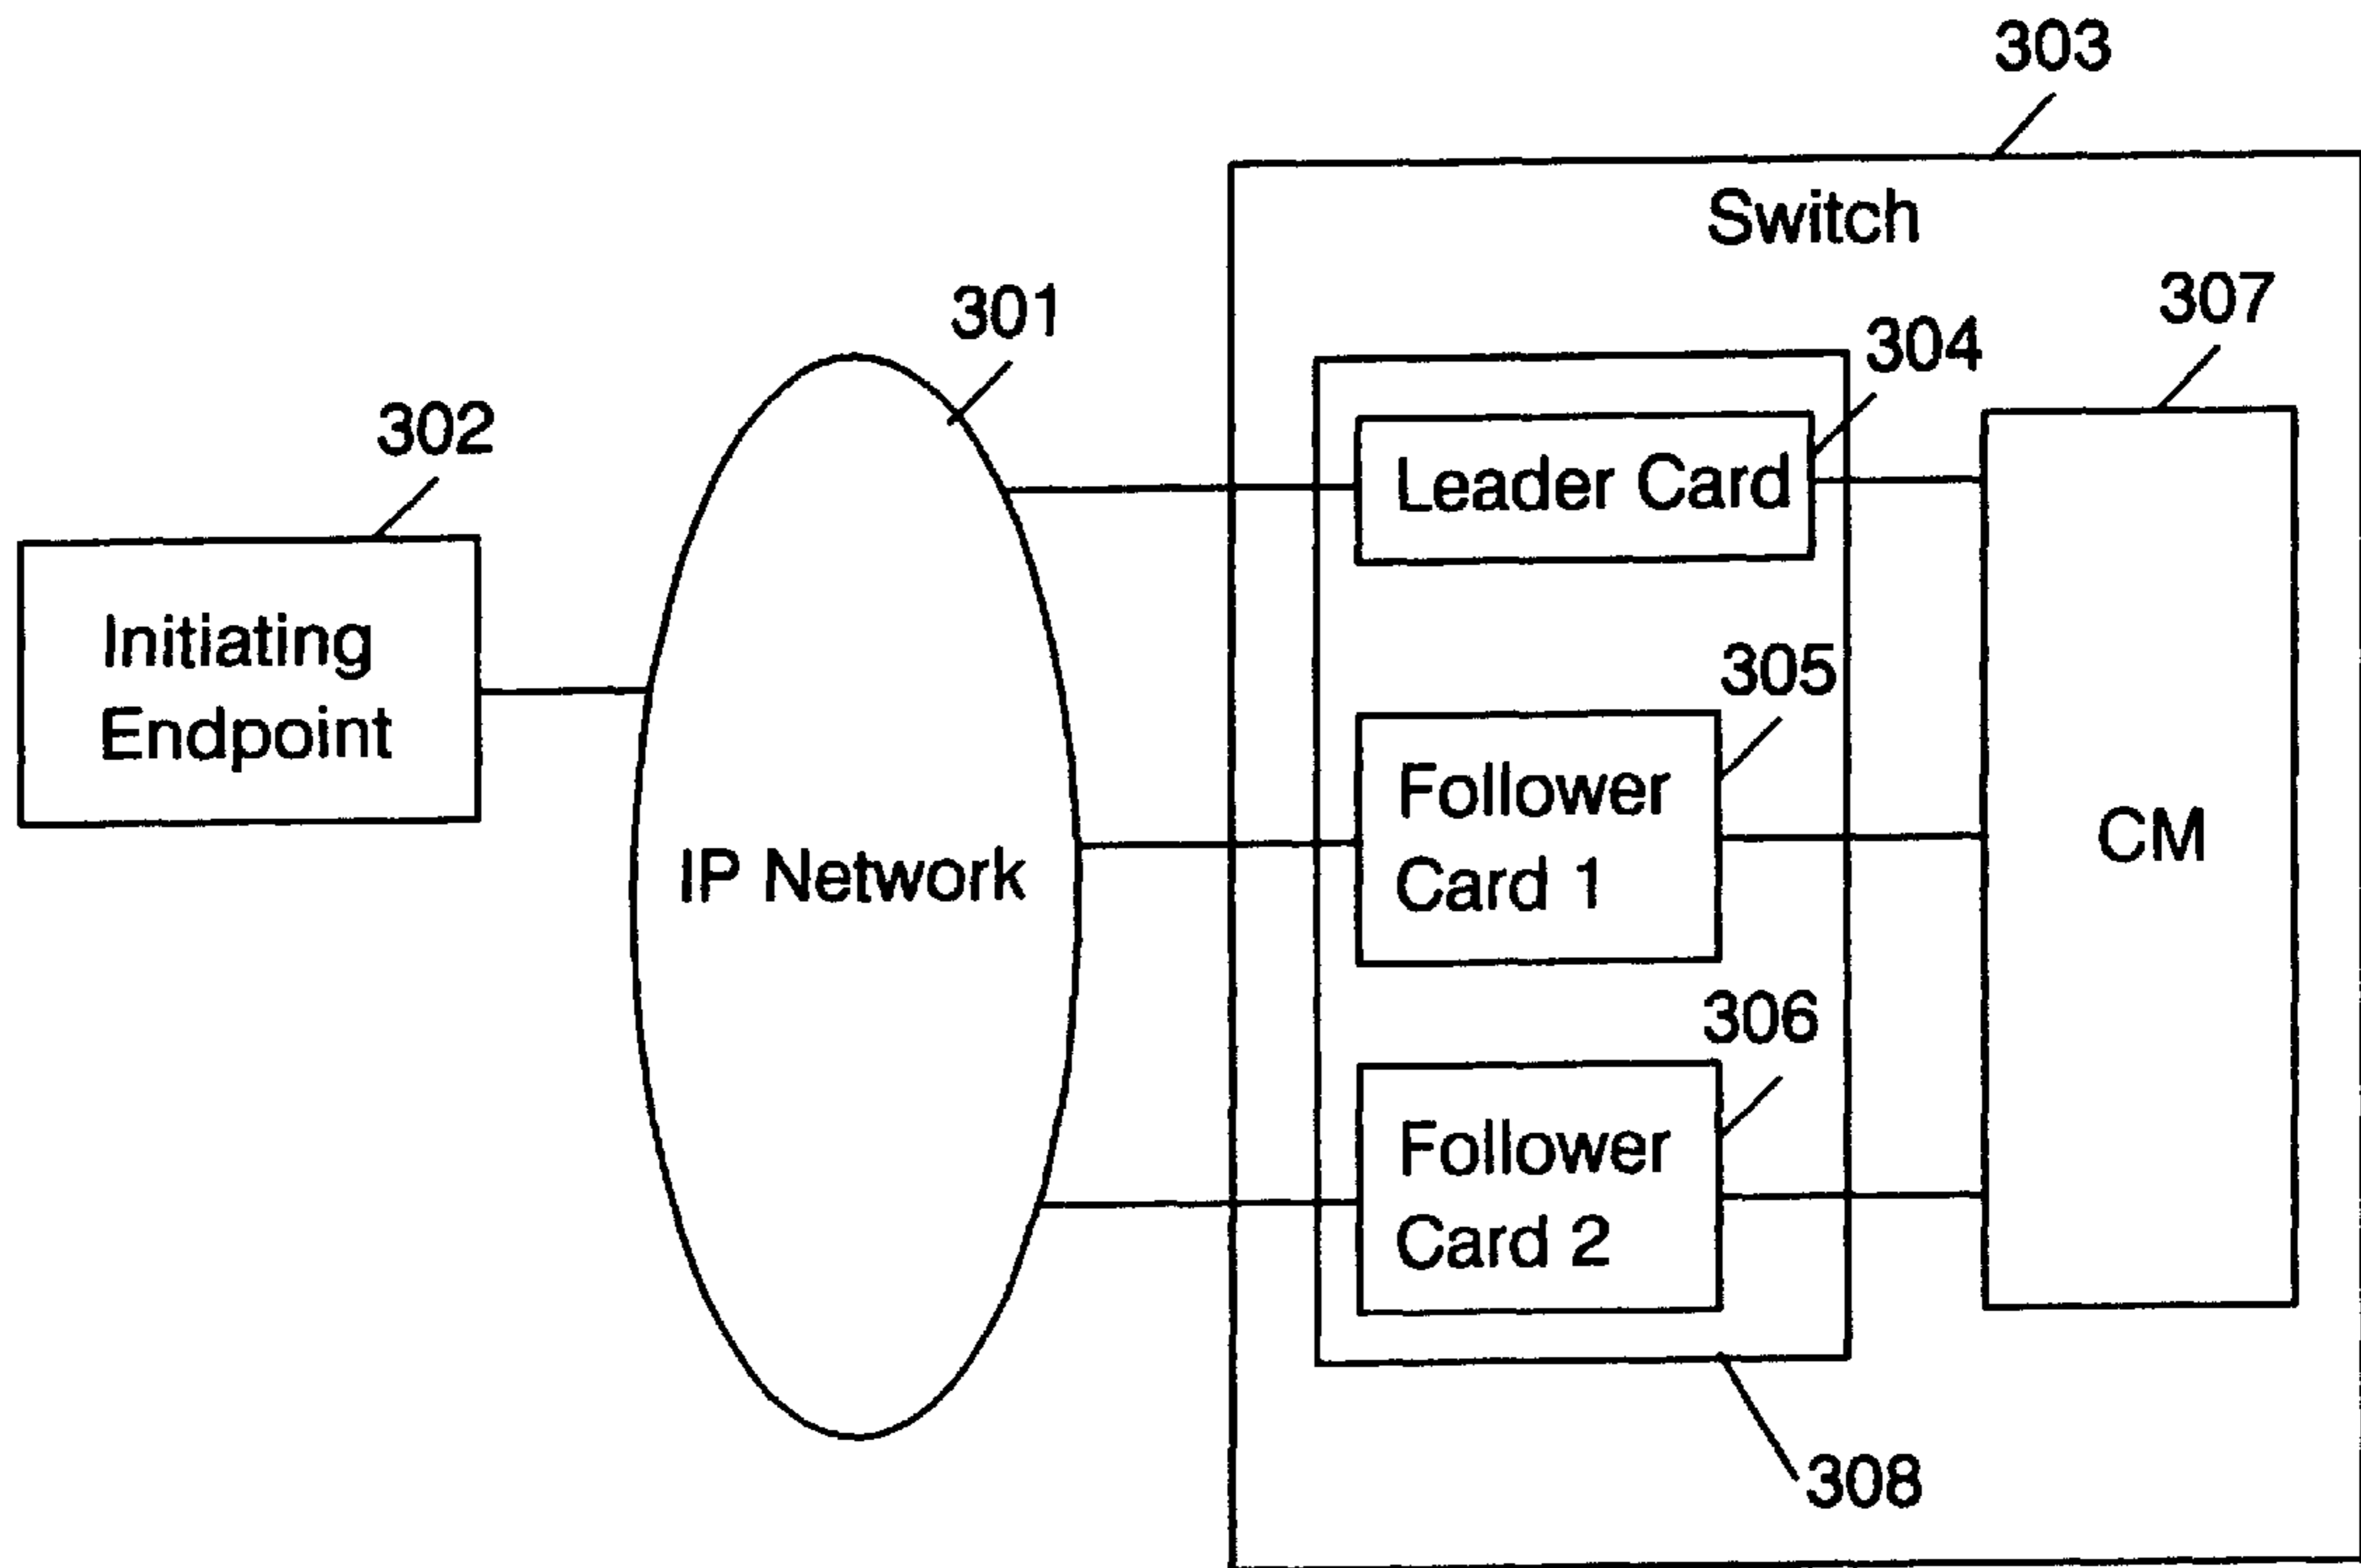 303
Switch
301
307
304
302
Leader Card
Initiating
Endpoint
305
Follower
Card 1
CM
IP Network
306
Follower
Card 2
308